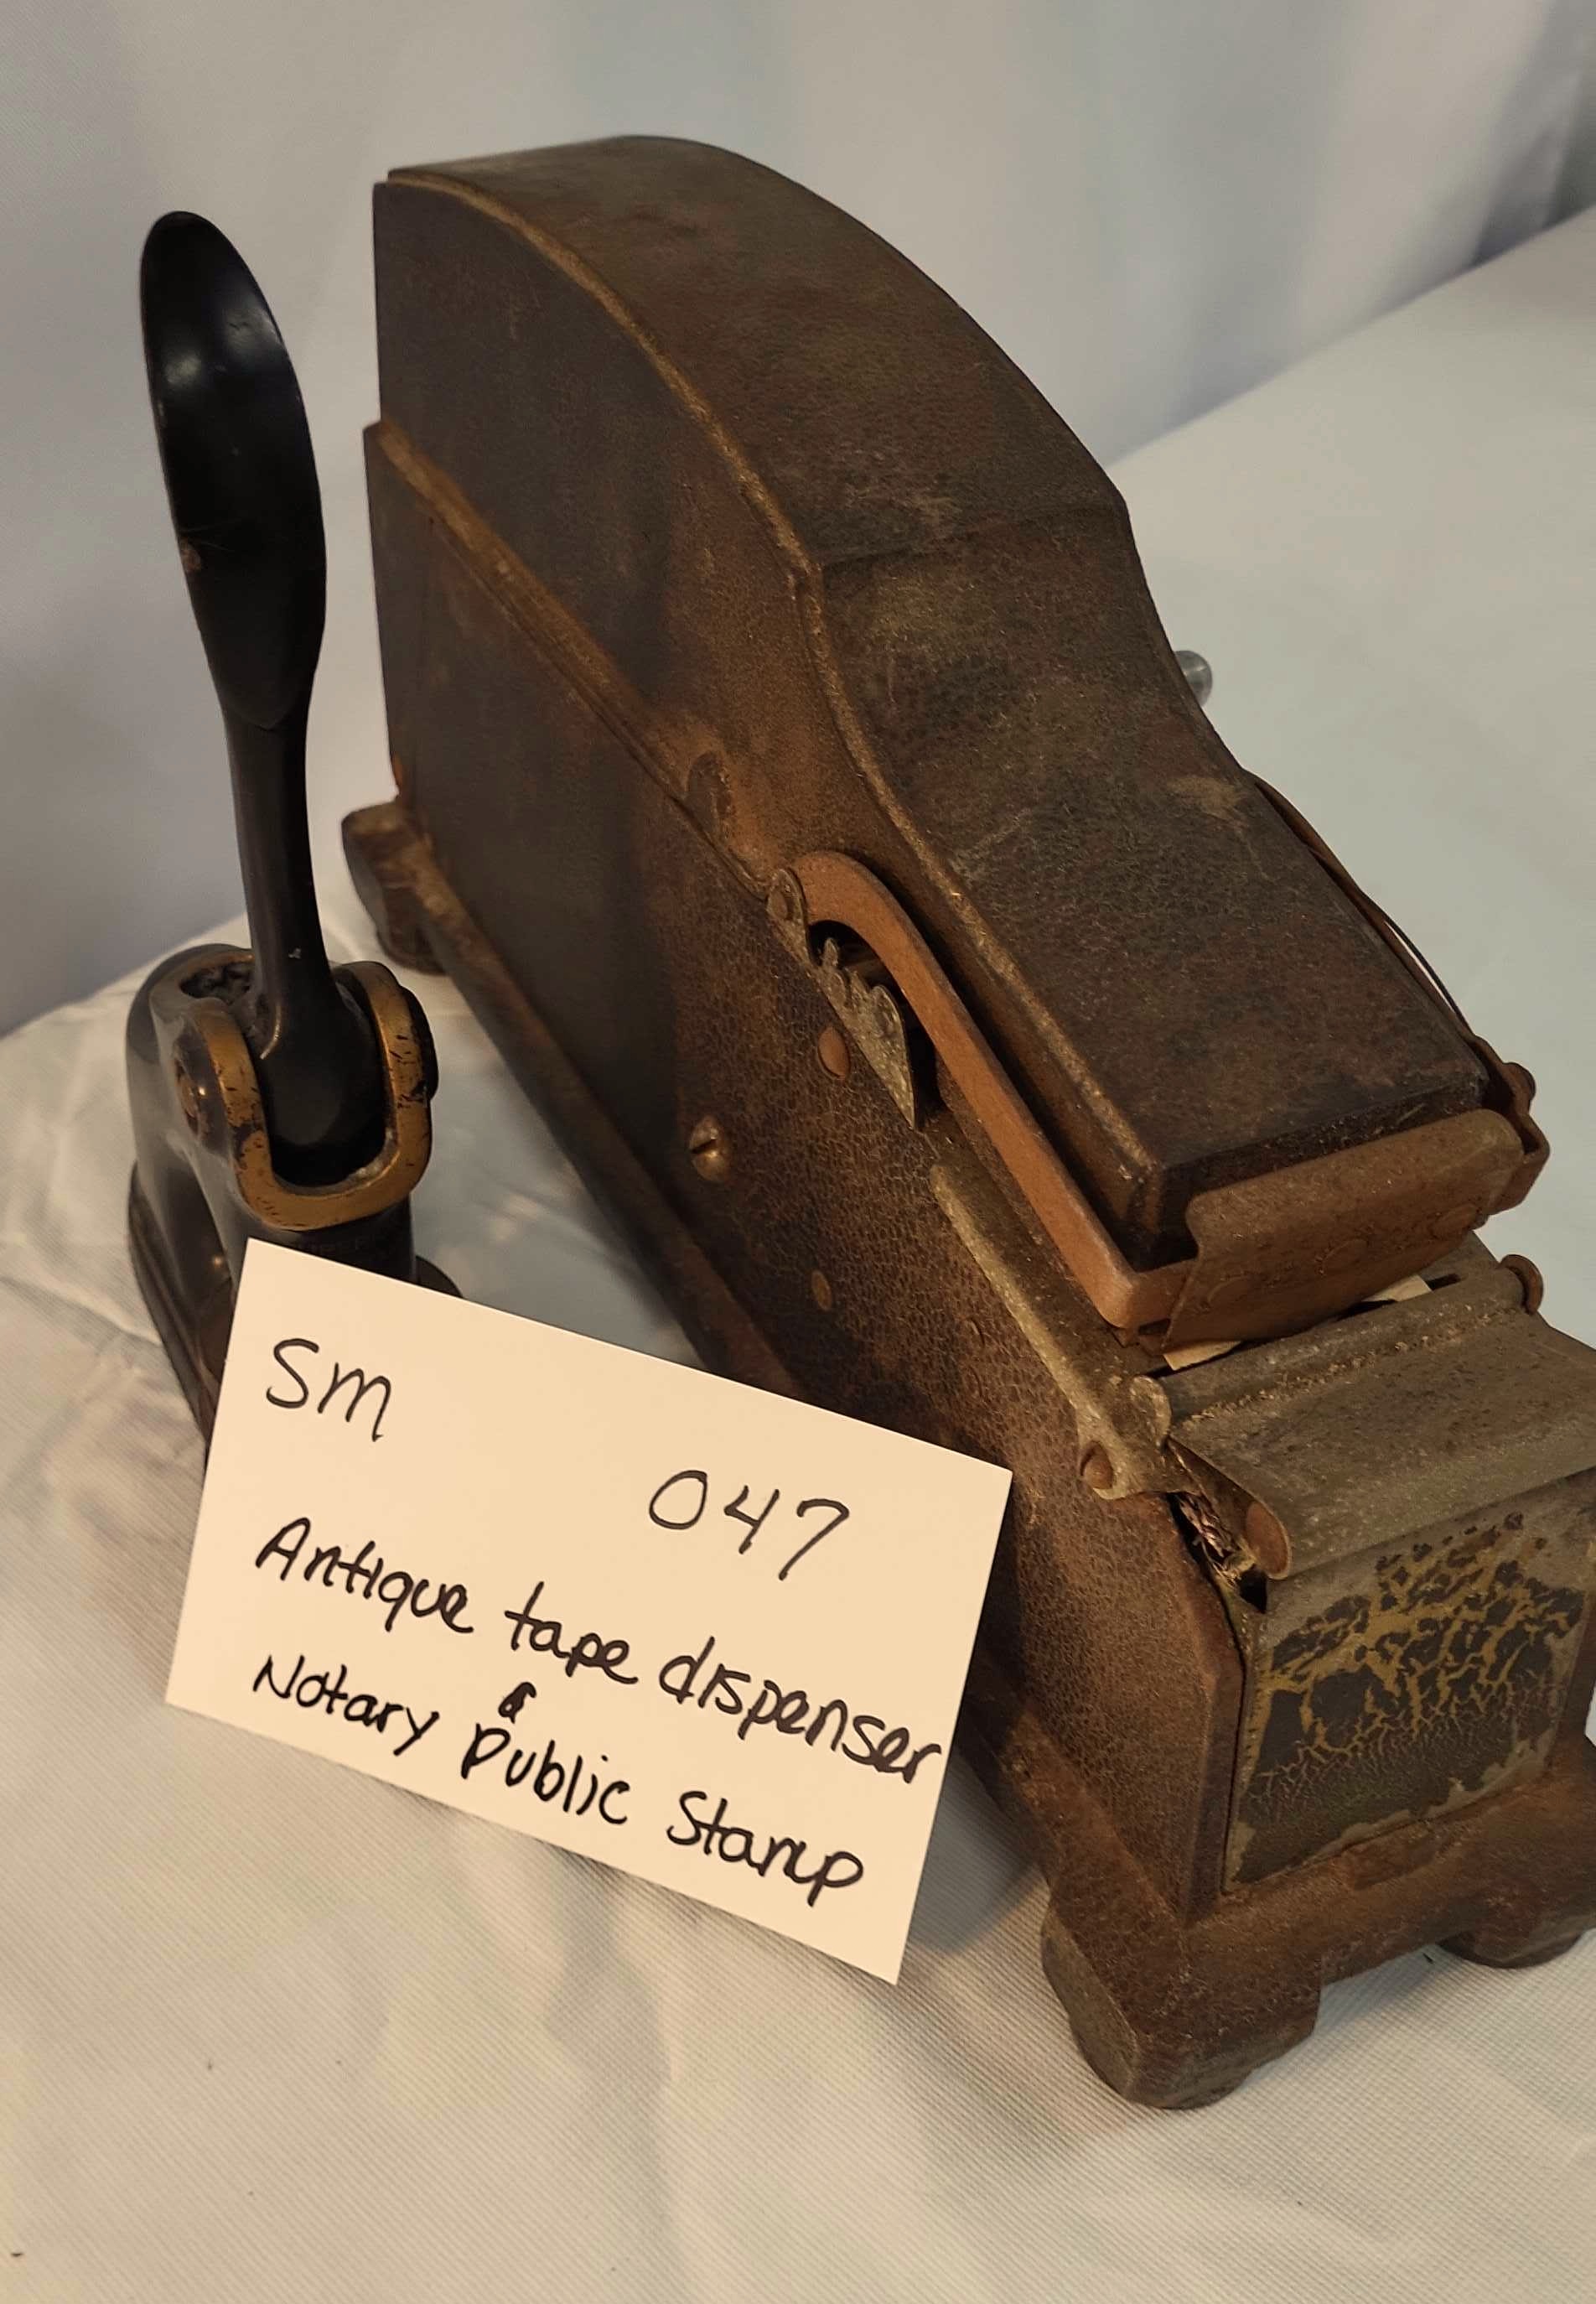 SM
047
Antique tape dispenser
&
Notary Public Stamp